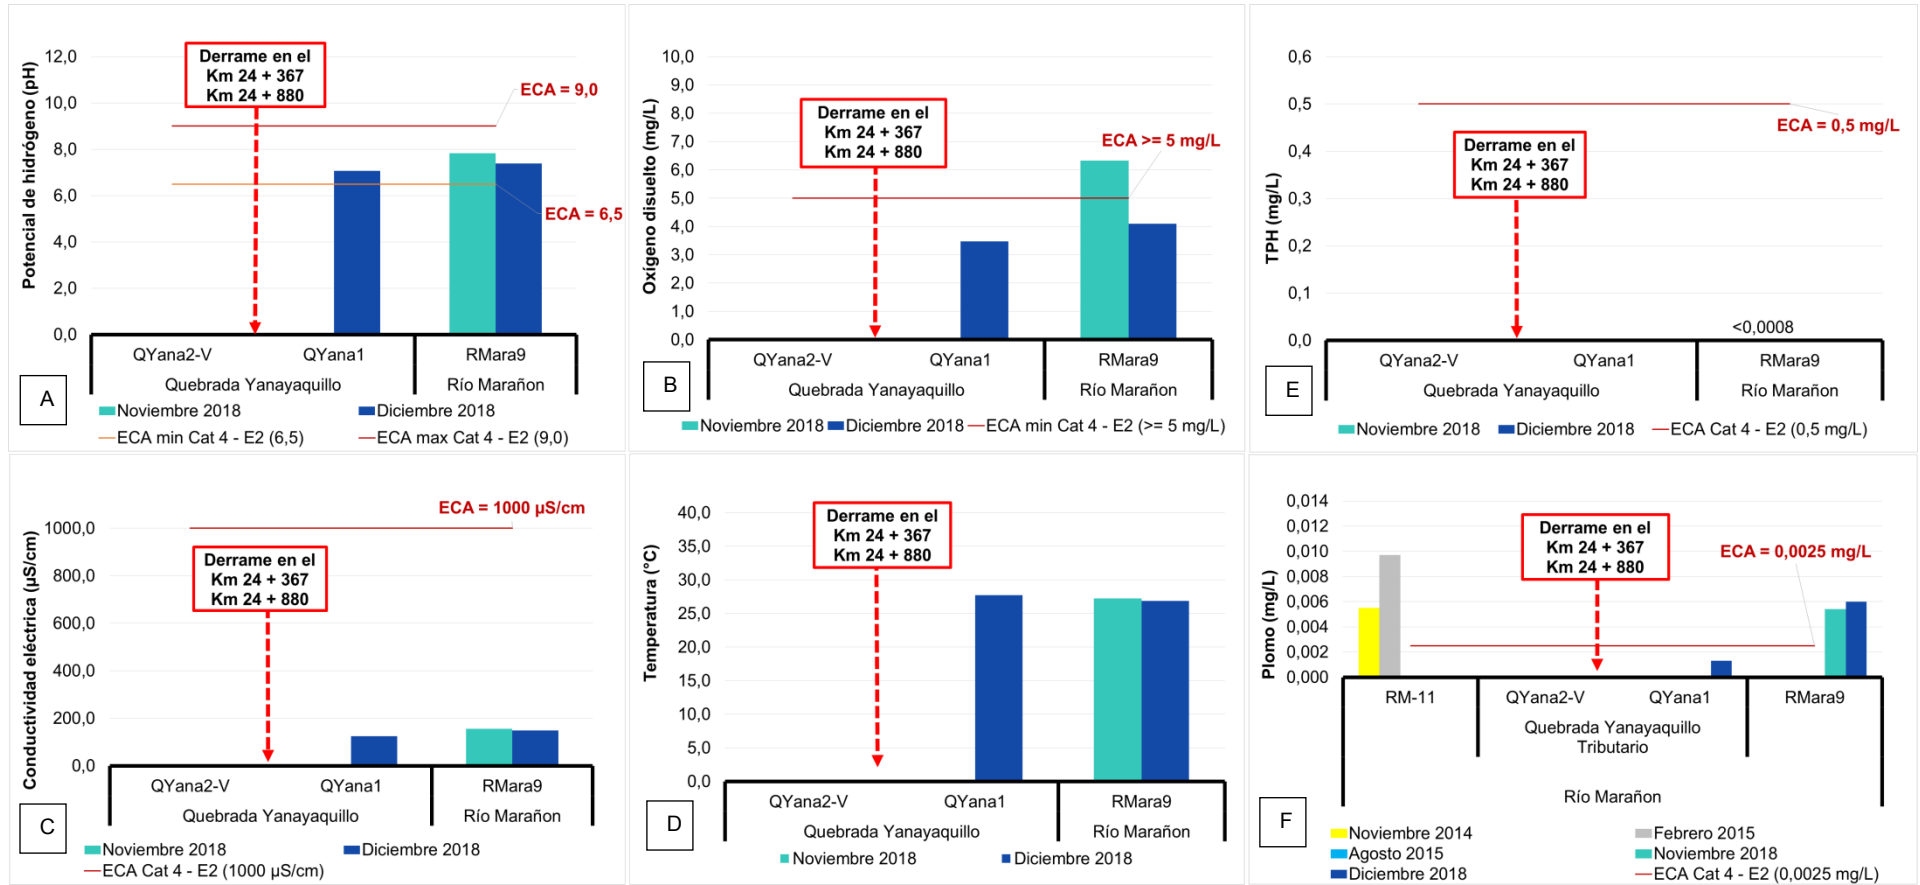 Potencial de hidrógeno (pH)
12,0
10,0
8,0
6,0
4,0
2,0
0,0
Derrame en el
Km 24 + 367
Km 24 + 880
ECA = 9,0
ECA = 6,5
QYana2-V
QYana1
RMara9
Quebrada Yanayaquillo
Río Marañon
A
Noviembre 2018
Diciembre 2018
ECA min Cat 4 - E2 (6,5)
ECA max Cat 4 - E2 (9,0)
Oxígeno disuelto (mg/L)
10,0
9,0
8,0
7,0
6,0
5,0
4,0
3,0
2,0
1,0
0,0
Derrame en el
Km 24 + 367
Km 24 + 880
ECA >= 5 mg/L
QYana2-V
QYana1
RMara9
Quebrada Yanayaquillo
Río Marañon
B
Noviembre 2018
Diciembre 2018
ECA min Cat 4 - E2 (>= 5 mg/L)
TPH (mg/L)
0,6
0,5
0,4
0,3
0,2
0,1
0,0
Derrame en el
Km 24 + 367
Km 24 + 880
ECA = 0,5 mg/L
<0,0008
QYana2-V
QYana1
RMara9
Quebrada Yanayaquillo
Río Marañon
E
Noviembre 2018
Diciembre 2018
ECA Cat 4 - E2 (0,5 mg/L)
Conductividad eléctrica (µS/cm)
1000,0
800,0
600,0
400,0
200,0
0,0
ECA = 1000 µS/cm
Derrame en el
Km 24 + 367
Km 24 + 880
QYana2-V
QYana1
RMara9
Quebrada Yanayaquillo
Río Marañon
C
Noviembre 2018
Diciembre 2018
ECA Cat 4 - E2 (1000 µS/cm)
Temperatura (°C)
40,0
35,0
30,0
25,0
20,0
15,0
10,0
5,0
0,0
Derrame en el
Km 24 + 367
Km 24 + 880
QYana2-V
QYana1
RMara9
Quebrada Yanayaquillo
Río Marañon
D
Noviembre 2018
Diciembre 2018
Plomo (mg/L)
0,014
0,012
0,010
0,008
0,006
0,004
0,002
0,000
Derrame en el
Km 24 + 367
Km 24 + 880
ECA = 0,0025 mg/L
RM-11
QYana2-V
QYana1
RMara9
Quebrada Yanayaquillo
Tributario
Río Marañon
F
Noviembre 2014
Febrero 2015
Agosto 2015
Noviembre 2018
Diciembre 2018
ECA Cat 4 - E2 (0,0025 mg/L)